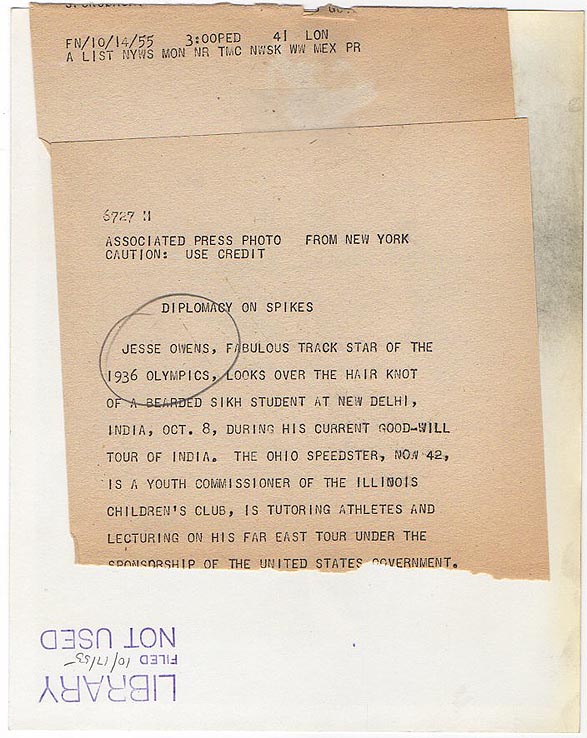 FN/10/14/55 3:00PED 41 LON
A LIST NYWS MON NR TMC NWSK WW MEX PR
6727 N
ASSOCIATED PRESS PHOTO FROM NEW YORK
CAUTION: USE CREDIT
DIPLOMACY ON SPIKES
JESSE OWENS, FABULOUS TRACK STAR OF THE
1936 OLYMPICS, LOOKS OVER THE HAIR KNOT
OF A BEARDED SIKH STUDENT AT NEW DELHI,
INDIA, OCT. 8, DURING HIS CURRENT GOOD-WILL
TOUR OF INDIA. THE OHIO SPEEDSTER, NOW 42,
IS A YOUTH COMMISSIONER OF THE ILLINOIS
CHILDREN'S CLUB, IS TUTORING ATHLETES AND
LECTURING ON HIS FAR EAST TOUR UNDER THE
SPONSORSHIP OF THE UNITED STATES GOVERNMENT.
LIBRARY
FILED 10/17/55
NOT USED